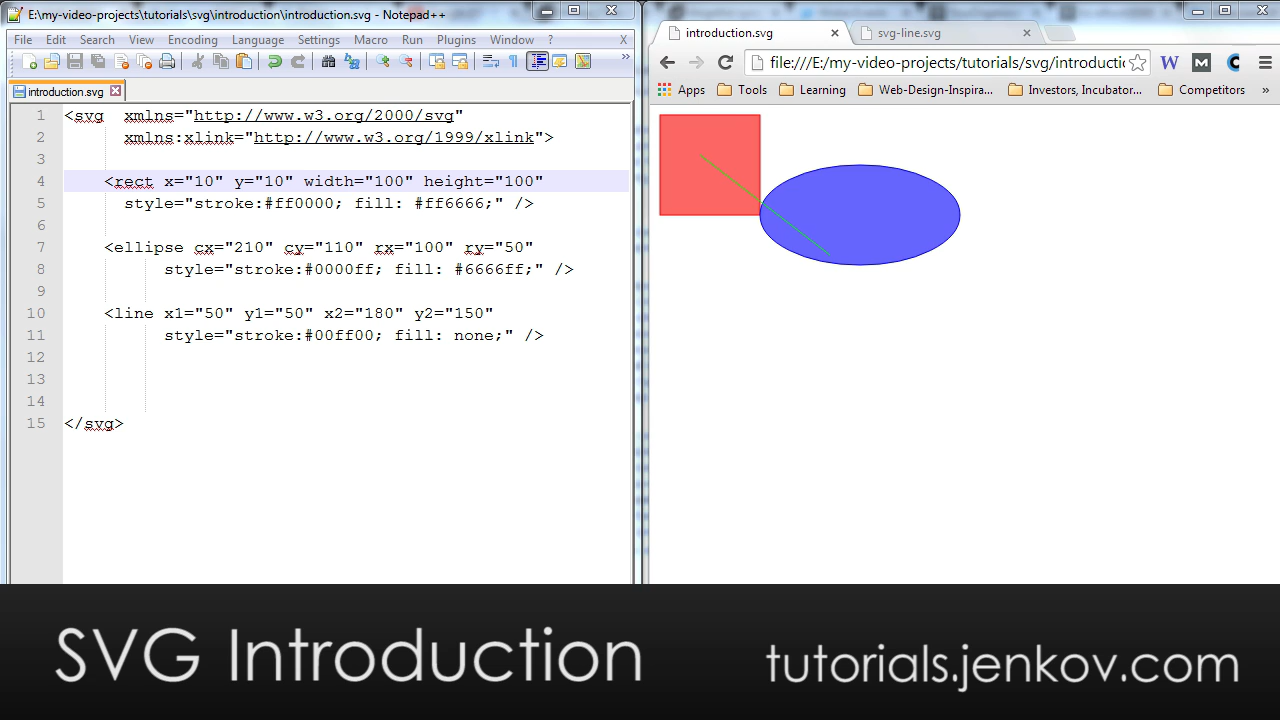 E:\my-video-projects\tutorials\svg\introduction\introduction.svg - Notepad++
File Edit Search View Encoding Language Settings Macro Run Plugins Window ? X
introduction.svg
1 <svg  xmlns="http://www.w3.org/2000/svg"
2       xmlns:xlink="http://www.w3.org/1999/xlink">
3
4     <rect x="10" y="10" width="100" height="100"
5       style="stroke:#ff0000; fill: #ff6666;" />
6
7     <ellipse cx="210" cy="110" rx="100" ry="50"
8           style="stroke:#0000ff; fill: #6666ff;" />
9
10     <line x1="50" y1="50" x2="180" y2="150"
11           style="stroke:#00ff00; fill: none;" />
12
13
14
15 </svg>
introduction.svg svg-line.svg
file:///E:/my-video-projects/tutorials/svg/introductio
Apps Tools Learning Web-Design-Inspira... Investors, Incubator... Competitors »
SVG Introduction
tutorials.jenkov.com